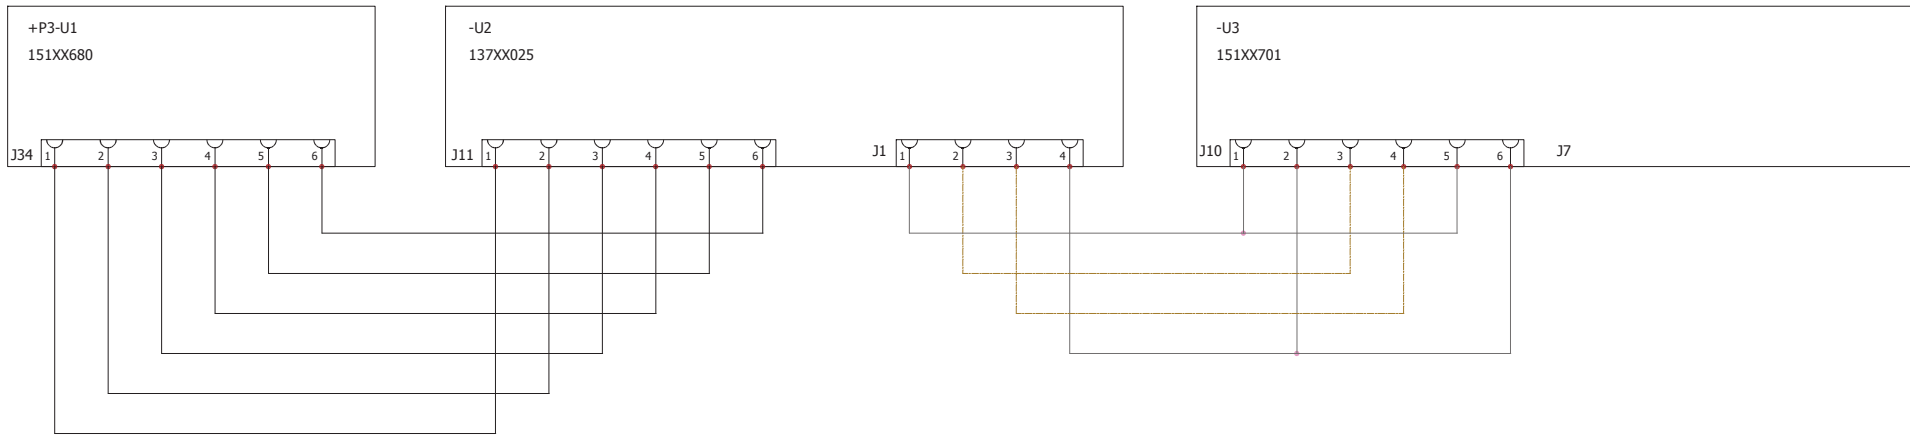 +P3-U1
151XX680
J34 1 2 3 4 5 6
-U2
137XX025
J11 1 2 3 4 5 6
J1 1 2 3 4
-U3
151XX701
J10 1 2 3 4 5 6
J7